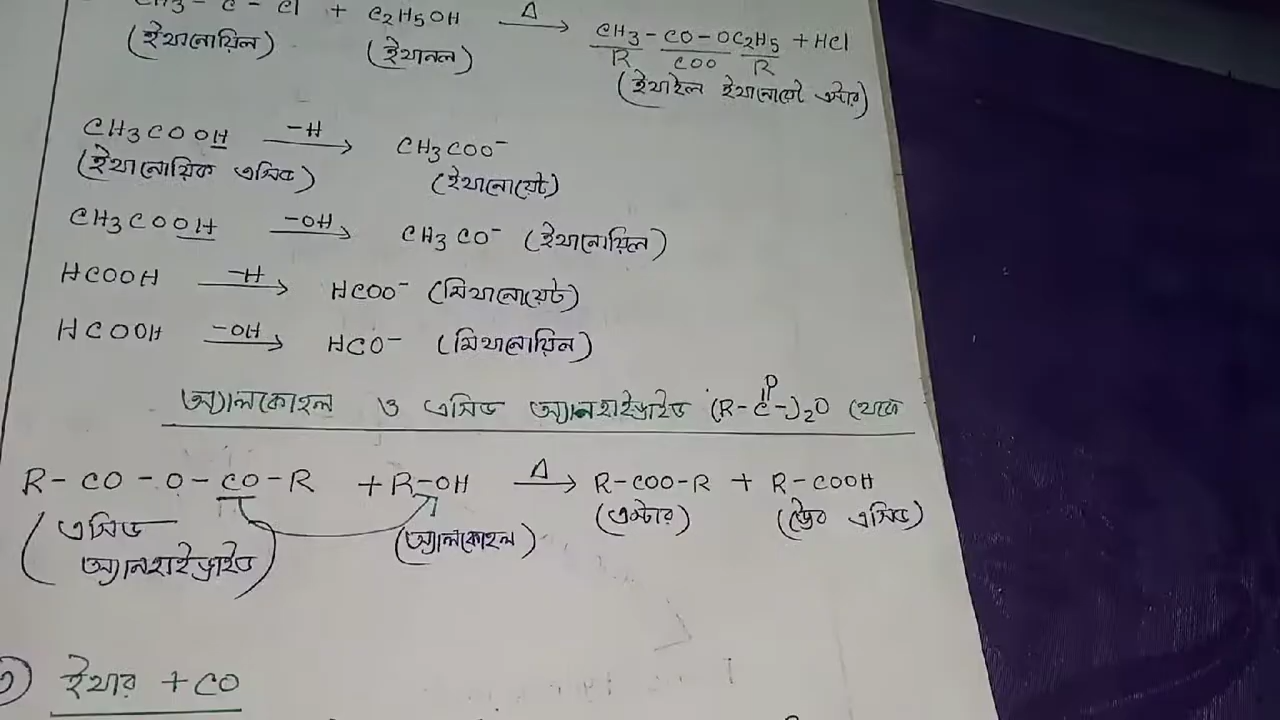 CH3 - C - Cl + C2H5OH Δ→ CH3-CO-OC2H5 + HCl
R COO R
(ইথানোয়িল) (ইথানল)
(ইথাইল ইথানোয়েট এস্টার)
CH3COOH -H→ CH3COO⁻
(ইথানোয়িক এসিড) (ইথানোয়েট)
CH3COOH -OH→ CH3CO⁻ (ইথানোয়িল)
HCOOH -H→ HCOO⁻ (মিথানোয়েট)
HCOOH -OH→ HCO⁻ (মিথানোয়িল)
অ্যালকোহল ও এসিড অ্যানহাইড্রাইড (R-C-)2O থেকে
R-CO-O-CO-R + R-OH Δ→ R-COO-R + R-COOH
(এসিড অ্যানহাইড্রাইড) (অ্যালকোহল) (এস্টার) (জৈব এসিড)
ইথার + CO